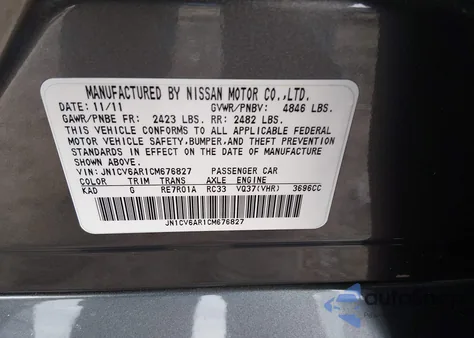 MANUFACTURED BY NISSAN MOTOR CO.,LTD.
DATE: 11/11 GVWR/PNBV: 4846 LBS.
GAWR/PNBE FR: 2423 LBS. RR: 2482 LBS.
THIS VEHICLE CONFORMS TO ALL APPLICABLE FEDERAL
MOTOR VEHICLE SAFETY, BUMPER, AND THEFT PREVENTION
STANDARDS IN EFFECT ON THE DATE OF MANUFACTURE
SHOWN ABOVE.
VIN: JN1CV6AR1CM676827 PASSENGER CAR
COLOR TRIM TRANS AXLE ENGINE
KAD G RE7R01A RC33 VQ37(VHR) 3696CC
JN1CV6AR1CM676827